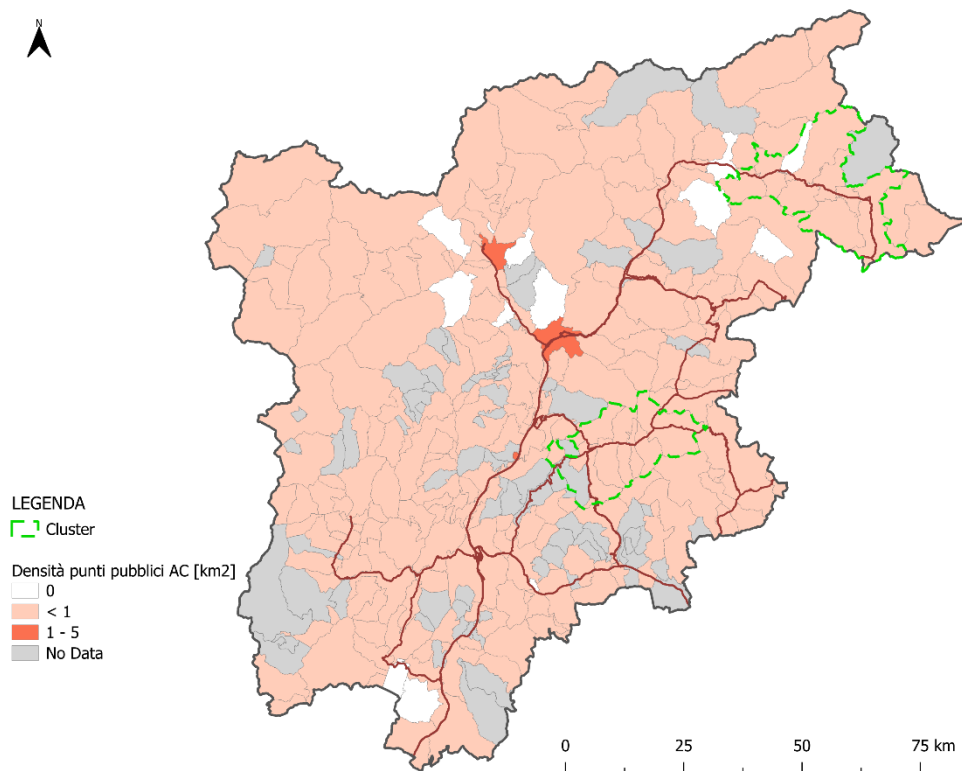 N
LEGENDA
Cluster
Densità punti pubblici AC [km2]
0
< 1
1 - 5
No Data
0 25 50 75 km